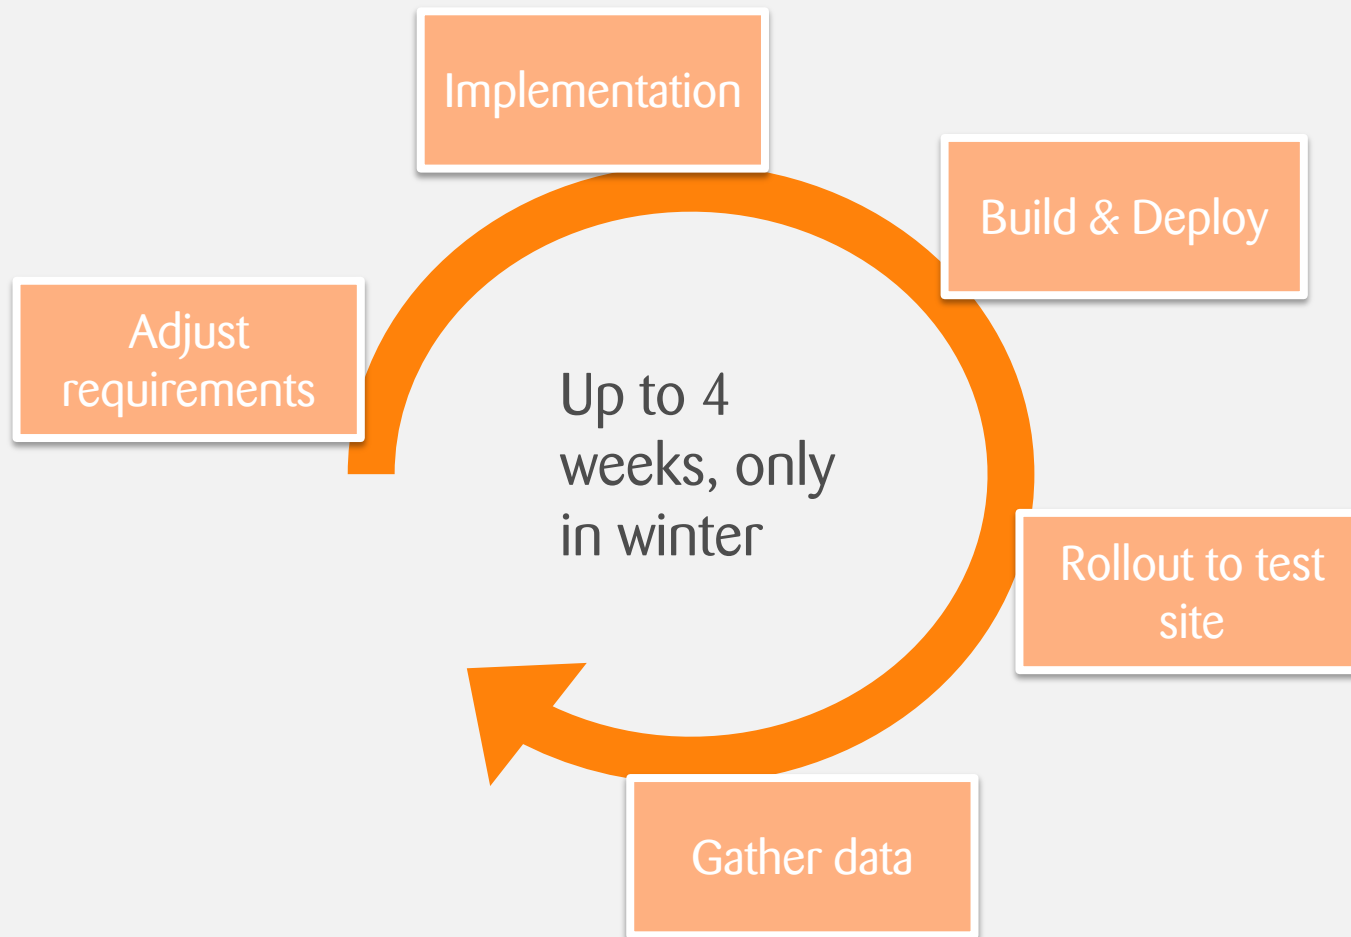 Implementation
Build & Deploy
Adjust
requirements
Up to 4
weeks, only
in winter
Rollout to test
site
Gather data